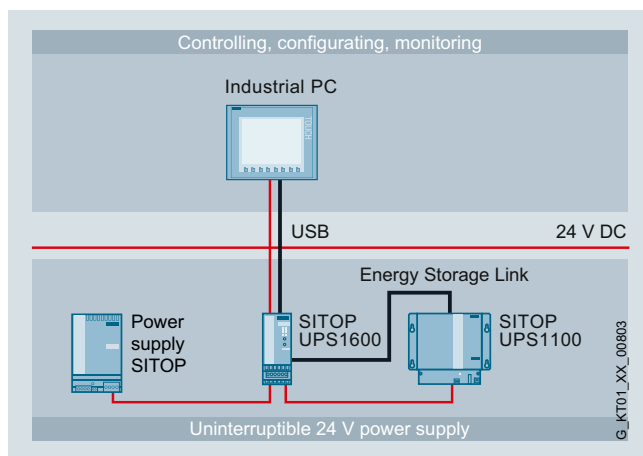 Controlling, configurating, monitoring
Industrial PC
TOUCH
USB
24 V DC
Energy Storage Link
Power
supply
SITOP
SITOP
UPS1600
SITOP
UPS1100
Uninterruptible 24 V power supply
G_KT01_XX_00803